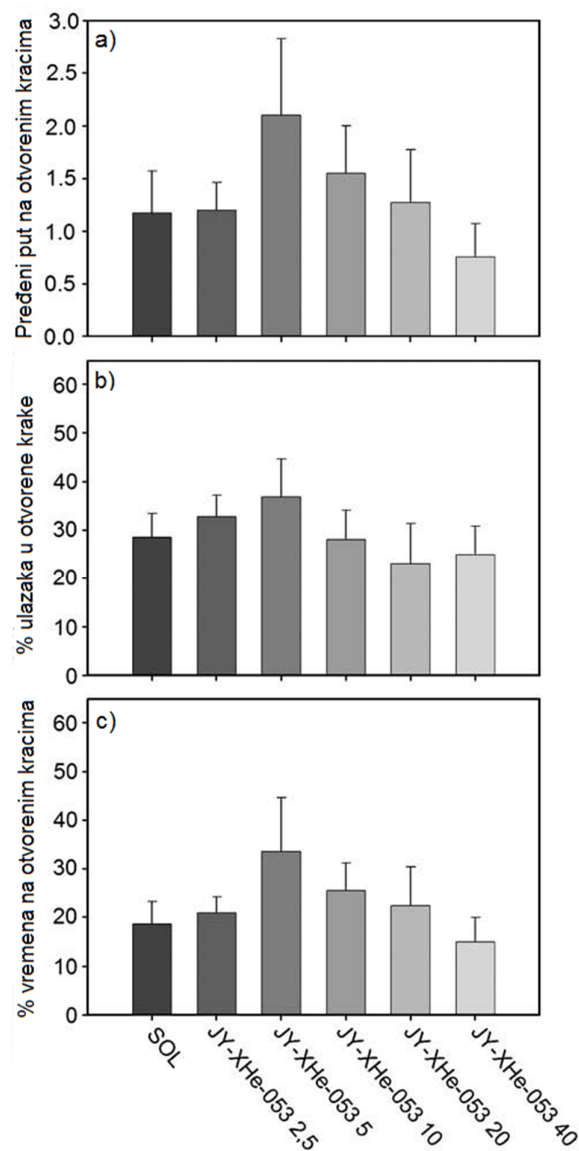 a)
Pređeni put na otvorenim kracima
3.0
2.5
2.0
1.5
1.0
0.5
0.0
b)
% ulazaka u otvorene krake
60
50
40
30
20
10
0
c)
% vremena na otvorenim kracima
60
50
40
30
20
10
0
SOL
JY-XHe-053 2,5
JY-XHe-053 5
JY-XHe-053 10
JY-XHe-053 20
JY-XHe-053 40